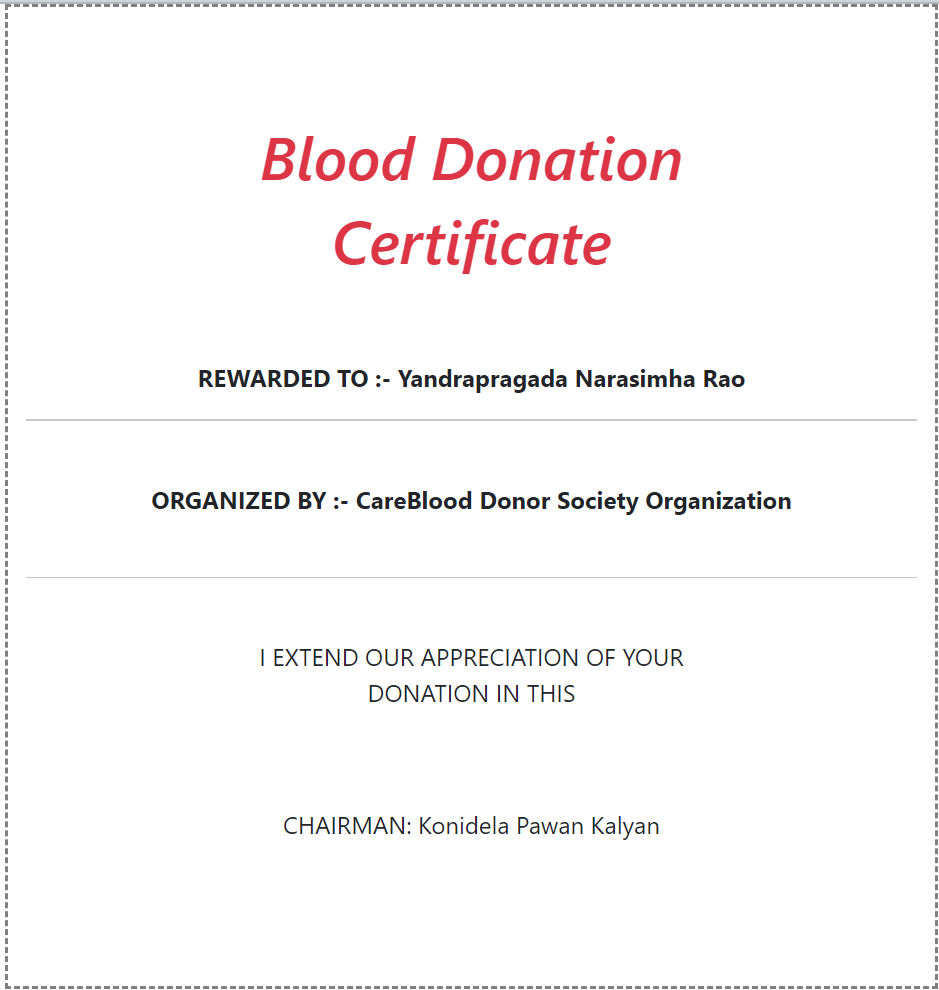 Blood Donation
Certificate
REWARDED TO :- Yandrapragada Narasimha Rao
ORGANIZED BY :- CareBlood Donor Society Organization
I EXTEND OUR APPRECIATION OF YOUR
DONATION IN THIS
CHAIRMAN: Konidela Pawan Kalyan